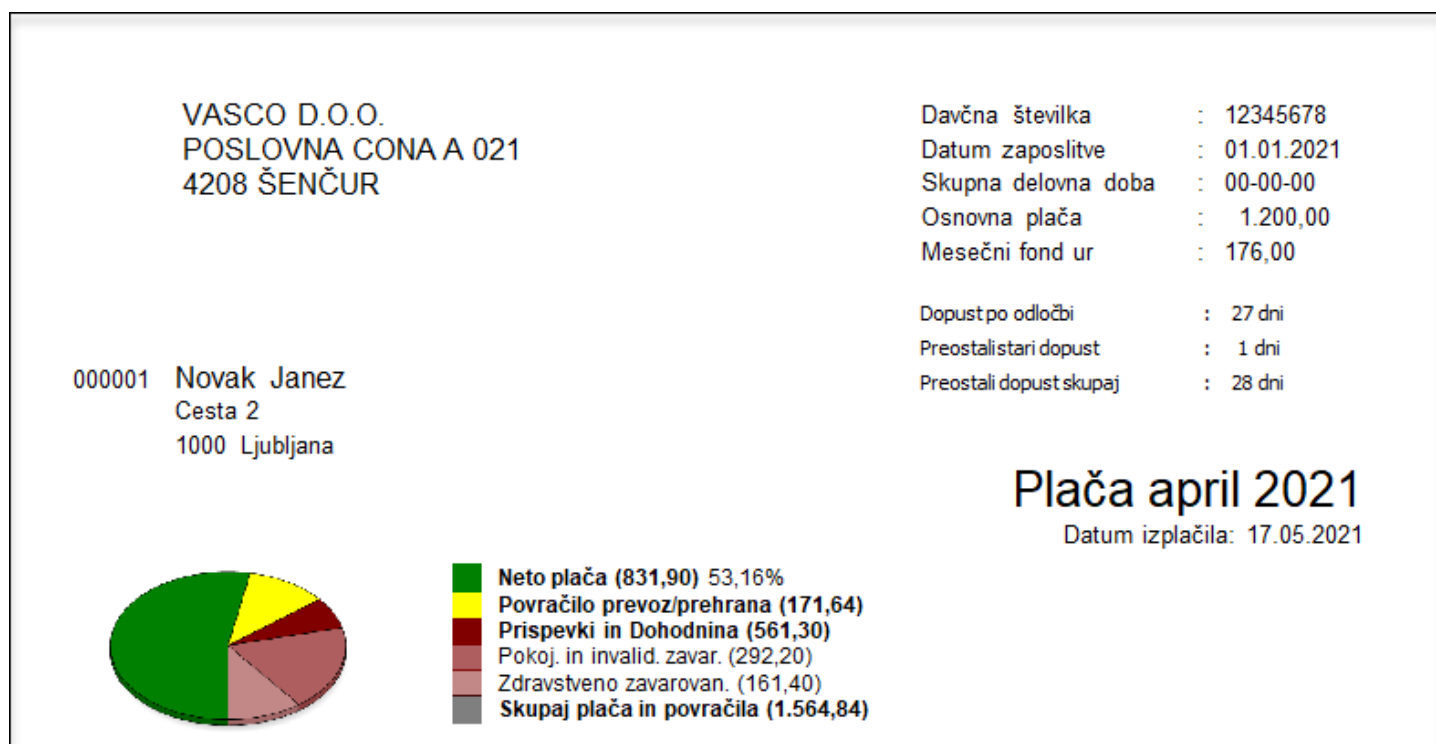 VASCO D.O.O.
POSLOVNA CONA A 021
4208 ŠENČUR
Davčna številka : 12345678
Datum zaposlitve : 01.01.2021
Skupna delovna doba : 00-00-00
Osnovna plača : 1.200,00
Mesečni fond ur : 176,00
Dopust po odločbi : 27 dni
Preostali stari dopust : 1 dni
Preostali dopust skupaj : 28 dni
000001 Novak Janez
Cesta 2
1000 Ljubljana
Plača april 2021
Datum izplačila: 17.05.2021
Neto plača (831,90) 53,16%
Povračilo prevoz/prehrana (171,64)
Prispevki in Dohodnina (561,30)
Pokoj. in invalid. zavar. (292,20)
Zdravstveno zavarovan. (161,40)
Skupaj plača in povračila (1.564,84)